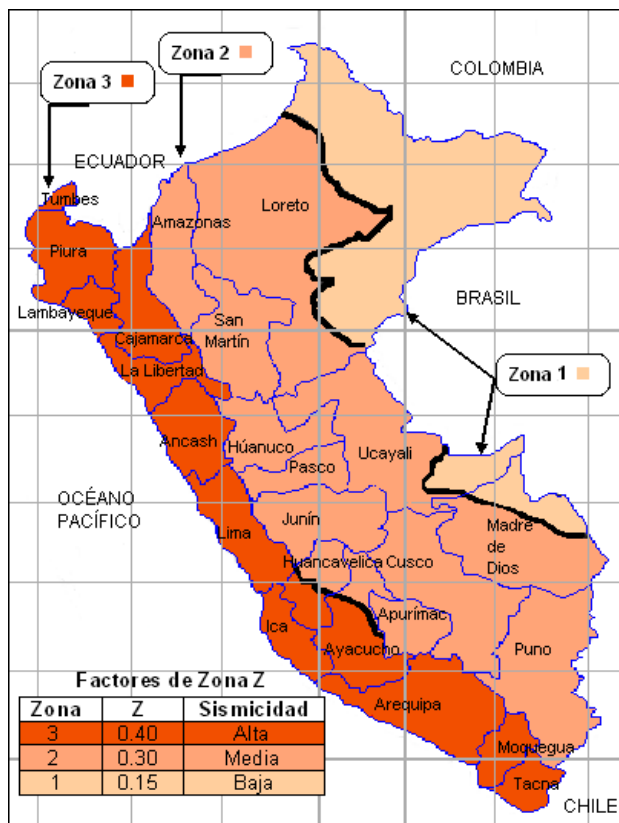 Zona 2
COLOMBIA
Zona 3
ECUADOR
Tumbes
Loreto
Amazonas
Piura
BRASIL
Lambayeque
San
Martín
Cajamarca
La Libertad
Zona 1
Ancash
Húanuco
Ucayali
Pasco
OCÉANO
PACÍFICO
Junín
Lima
Madre
de
Dios
Huancavelica
Cusco
Apurímac
Ica
Ayacucho
Puno
Factores de Zona Z
Zona Z Sismicidad
3 0.40 Alta
2 0.30 Media
1 0.15 Baja
Arequipa
Moquegua
Tacna
CHILE